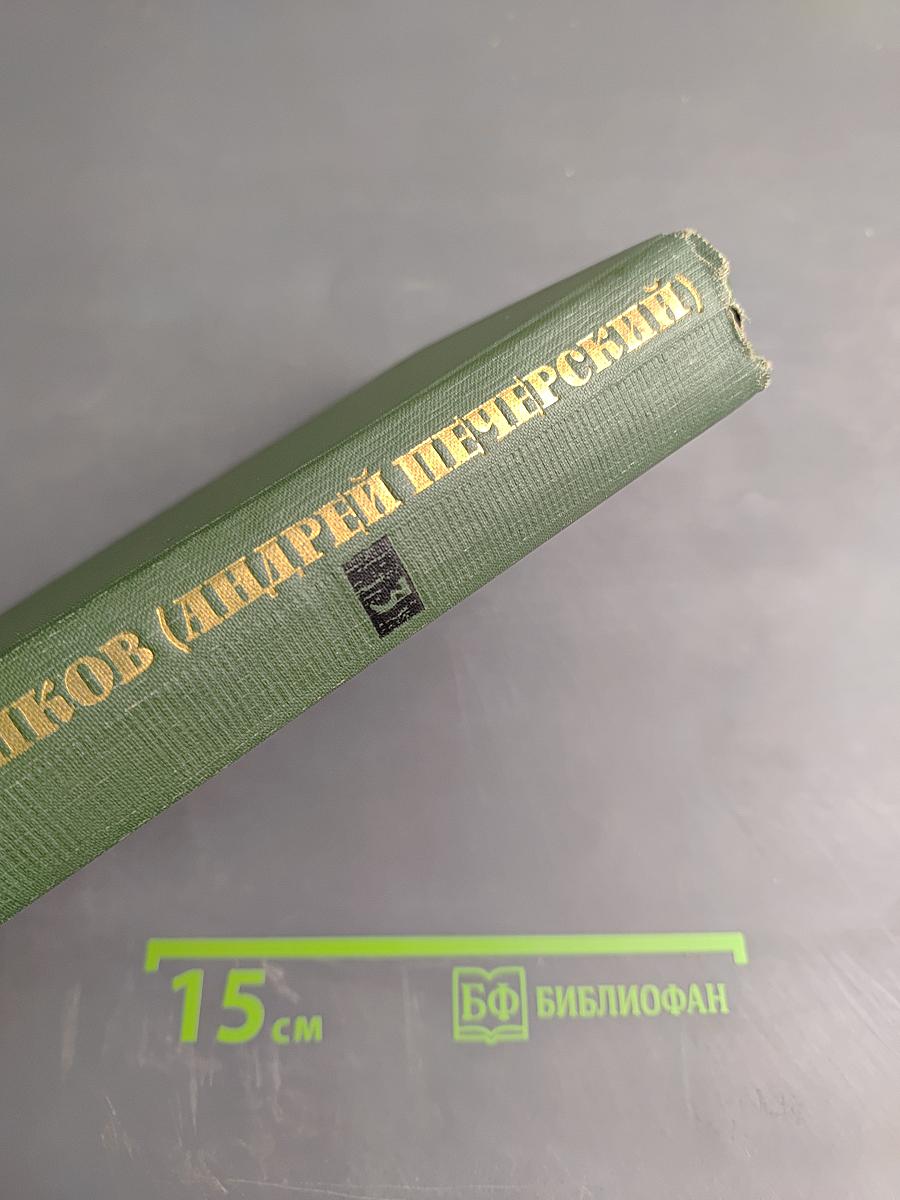 КОВ (АНДРЕЙ ПЕЧЕРСКИЙ)
15 см
БФ БИБЛИОФАН